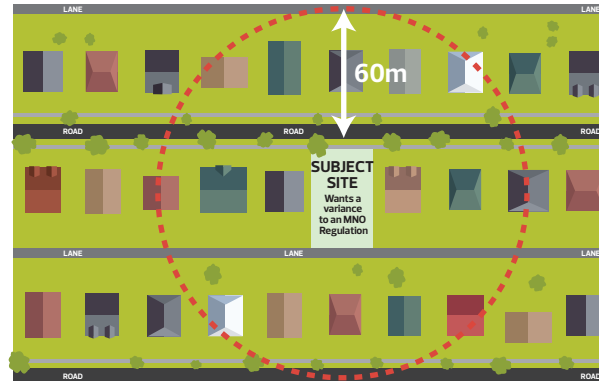 LANE
LANE
LANE
60m
ROAD
ROAD
ROAD
SUBJECT
SITE
Wants a
variance
to an MNO
Regulation
LANE
LANE
LANE
ROAD
ROAD